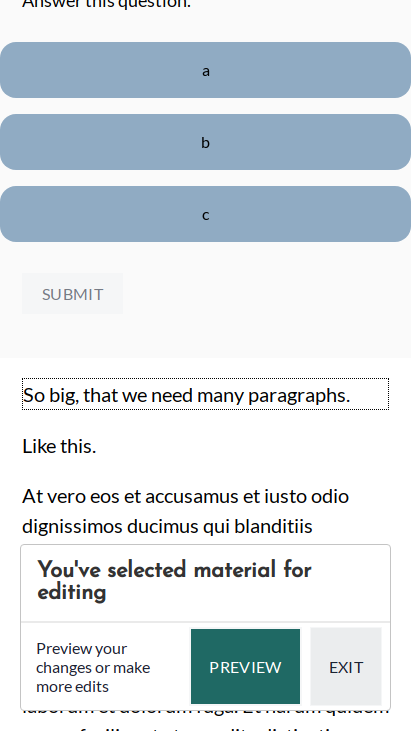 Answer this question.
a
b
c
SUBMIT
So big, that we need many paragraphs.
Like this.
At vero eos et accusamus et iusto odio
dignissimos ducimus qui blanditiis
You've selected material for
editing
Preview your
changes or make
more edits
PREVIEW
EXIT